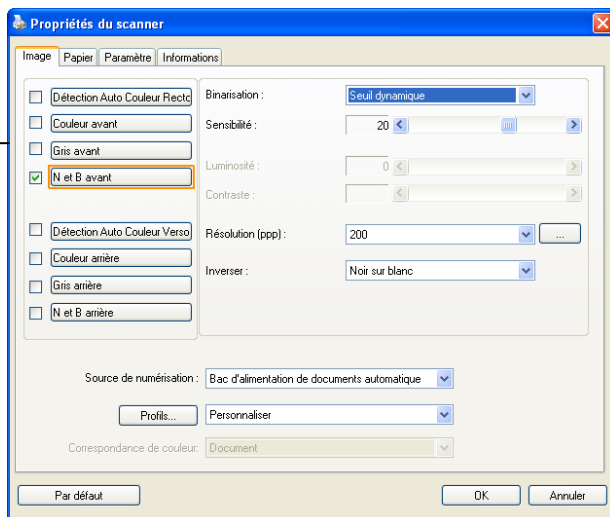 Propriétés du scanner
Image Papier Paramètre Informations
Détection Auto Couleur Recto
Couleur avant
Gris avant
N et B avant
Détection Auto Couleur Verso
Couleur arrière
Gris arrière
N et B arrière
Binarisation : Seuil dynamique
Sensibilité : 20
Luminosité : 0
Contraste :
Résolution (ppp) : 200 ...
Inverser : Noir sur blanc
Source de numérisation : Bac d'alimentation de documents automatique
Profils... Personnaliser
Correspondance de couleur: Document
Par défaut OK Annuler